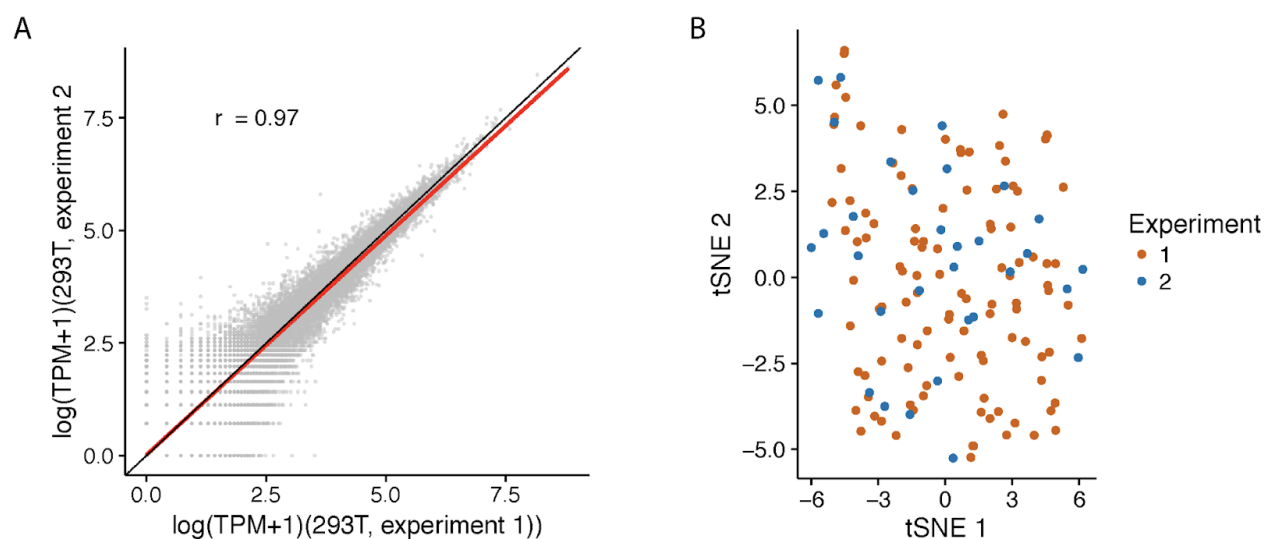 A
log(TPM+1)(293T, experiment 2
7.5
5.0
2.5
0.0
r = 0.97
0.0 2.5 5.0 7.5
log(TPM+1)(293T, experiment 1))
B
tSNE 2
5.0
2.5
0.0
−2.5
−5.0
−6 −3 0 3 6
tSNE 1
Experiment
1
2